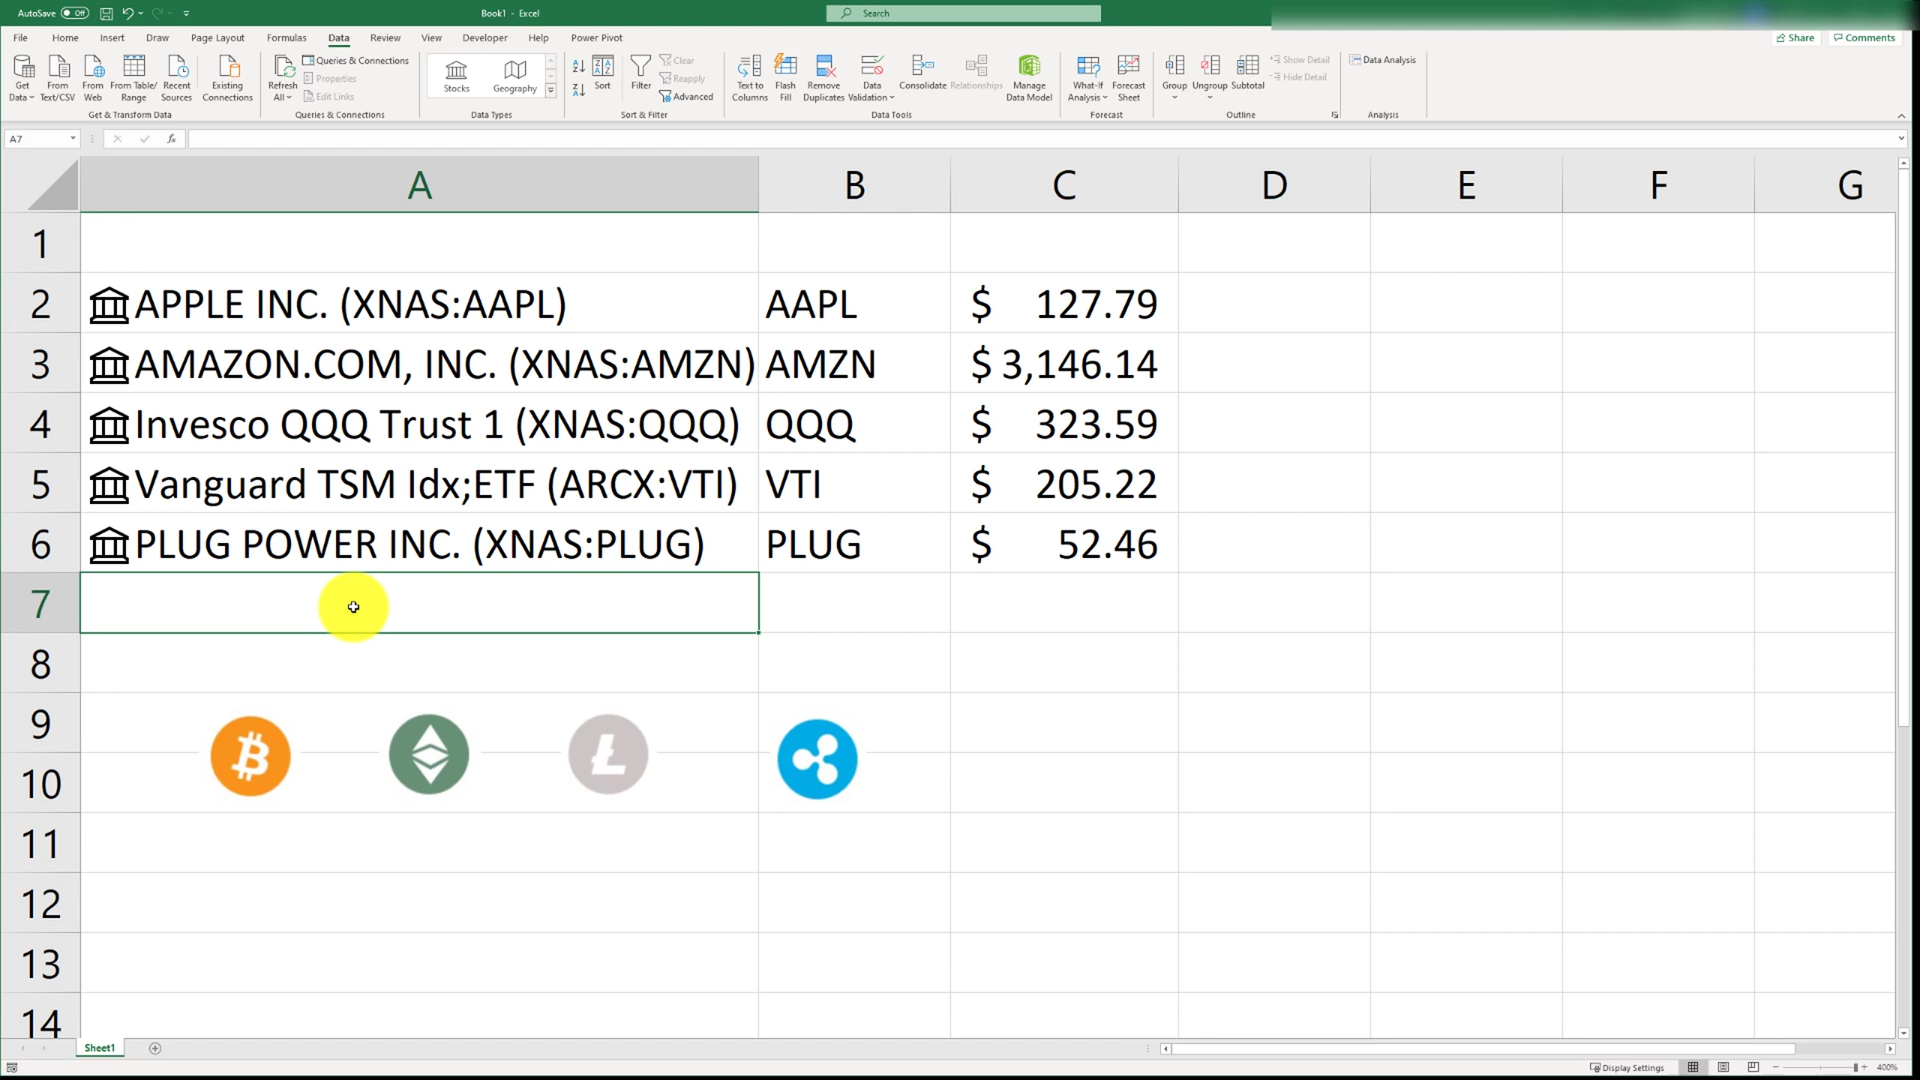 AutoSave Off
Book1 - Excel
Search
File Home Insert Draw Page Layout Formulas Data Review View Developer Help Power Pivot
Share Comments
Get Data
From Text/CSV
From Web
From Table/ Range
Recent Sources
Existing Connections
Get & Transform Data
Refresh All
Queries & Connections
Properties
Edit Links
Queries & Connections
Stocks
Geography
Data Types
Sort
Filter
Clear
Reapply
Advanced
Sort & Filter
Text to Columns
Flash Fill
Remove Duplicates
Data Validation
Consolidate
Relationships
Manage Data Model
Data Tools
What-If Analysis
Forecast Sheet
Forecast
Group
Ungroup
Subtotal
Show Detail
Hide Detail
Outline
Data Analysis
Analysis
A7
fx
A B C D E F G
1
2 APPLE INC. (XNAS:AAPL) AAPL $ 127.79
3 AMAZON.COM, INC. (XNAS:AMZN) AMZN $ 3,146.14
4 Invesco QQQ Trust 1 (XNAS:QQQ) QQQ $ 323.59
5 Vanguard TSM Idx;ETF (ARCX:VTI) VTI $ 205.22
6 PLUG POWER INC. (XNAS:PLUG) PLUG $ 52.46
7
8
9
10
11
12
13
14
Sheet1
Display Settings
400%